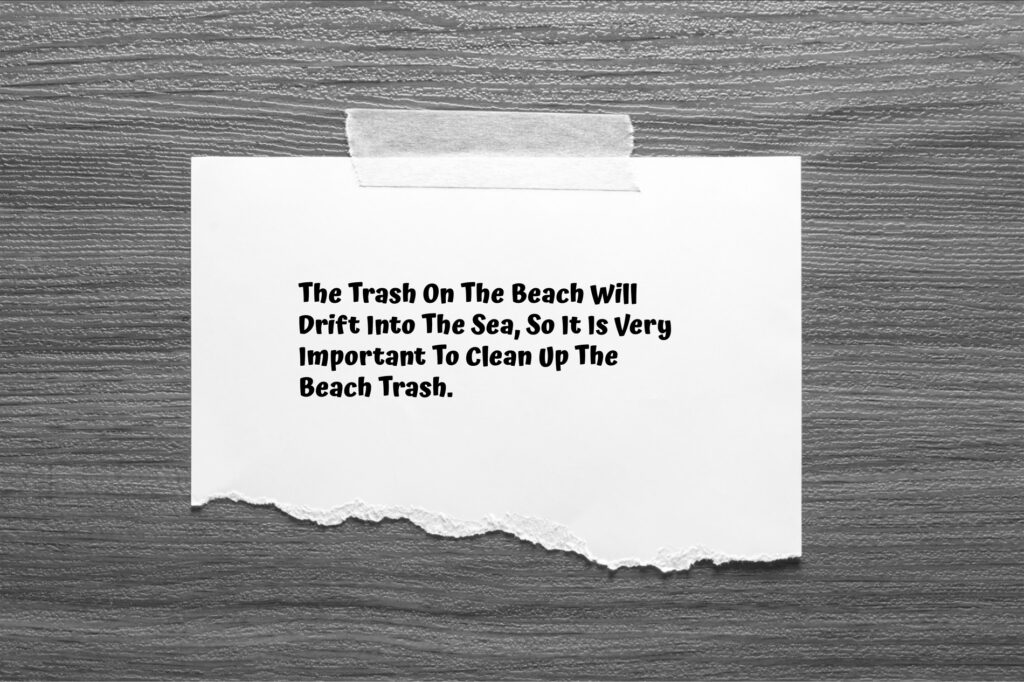 The Trash On The Beach Will
Drift Into The Sea, So It Is Very
Important To Clean Up The
Beach Trash.